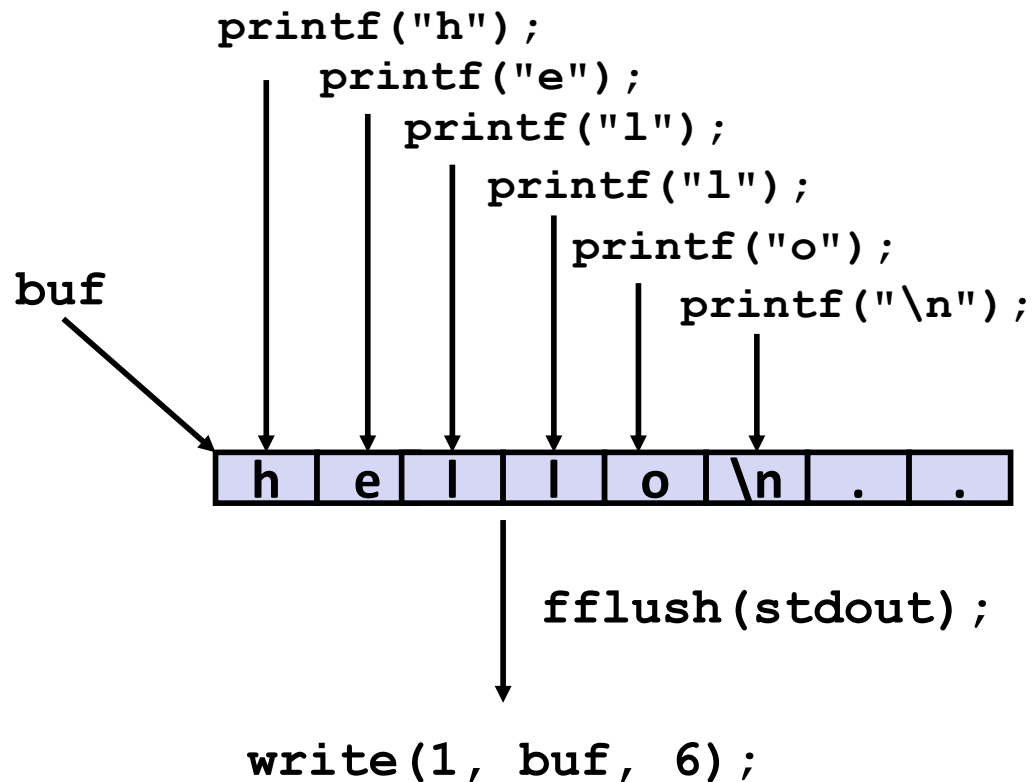 printf("h");
printf("e");
printf("l");
printf("l");
printf("o");
buf
printf("\n");
h e l l o \n . .
fflush(stdout);
write(1, buf, 6);